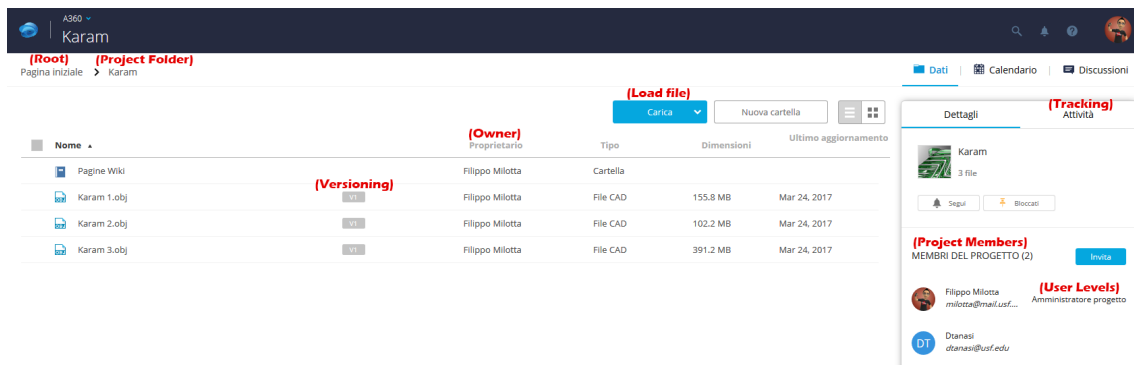 A360
Karam
(Root) (Project Folder)
Pagina iniziale > Karam
Dati Calendario Discussioni
(Load file)
Carica Nuova cartella
(Tracking)
Dettagli Attività
(Owner)
Nome Proprietario Tipo Dimensioni Ultimo aggiornamento
Karam
3 file
Pagine Wiki Filippo Milotta Cartella
(Versioning)
Karam 1.obj V1 Filippo Milotta File CAD 155.8 MB Mar 24, 2017
Segui Bloccati
Karam 2.obj V1 Filippo Milotta File CAD 102.2 MB Mar 24, 2017
Karam 3.obj V1 Filippo Milotta File CAD 391.2 MB Mar 24, 2017
(Project Members)
MEMBRI DEL PROGETTO (2) Invita
(User Levels)
Filippo Milotta Amministratore progetto
milotta@mail.usf....
DT
Dtanasi
dtanasi@usf.edu